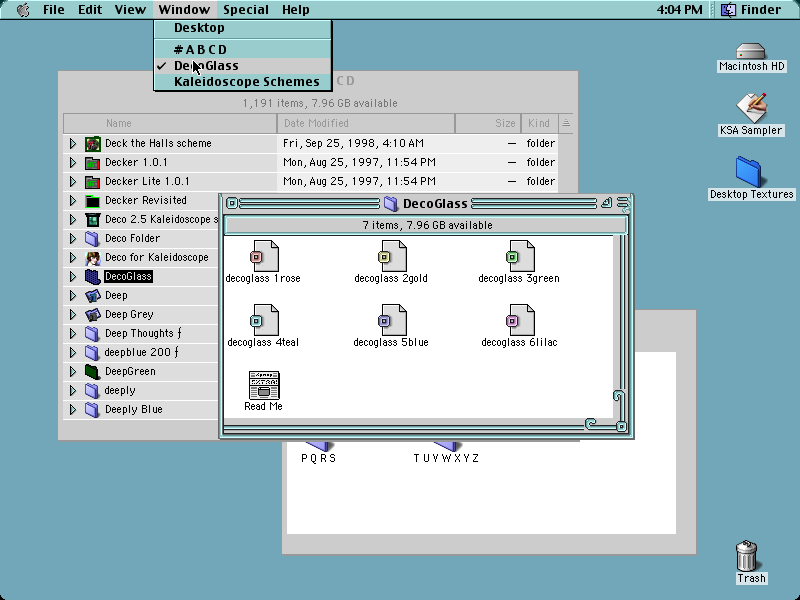 File Edit View Window Special Help 4:04 PM Finder
Desktop
#ABCD
DecoGlass
Kaleidoscope Schemes
CD
1,191 items, 7.96 GB available
Name Date Modified Size Kind
Deck the Halls scheme Fri, Sep 25, 1998, 4:10 AM — folder
Decker 1.0.1 Mon, Aug 25, 1997, 11:54 PM — folder
Decker Lite 1.0.1 Mon, Aug 25, 1997, 11:54 PM — folder
Decker Revisited
Deco 2.5 Kaleidoscope s
Deco Folder
Deco for Kaleidoscope
DecoGlass
Deep
Deep Grey
Deep Thoughts ƒ
deepblue 200 ƒ
DeepGreen
deeply
Deeply Blue
DecoGlass
7 items, 7.96 GB available
decoglass 1rose decoglass 2gold decoglass 3green
decoglass 4teal decoglass 5blue decoglass 6lilac
Read Me
PQRS TUVWXYZ
Macintosh HD
KSA Sampler
Desktop Textures
Trash